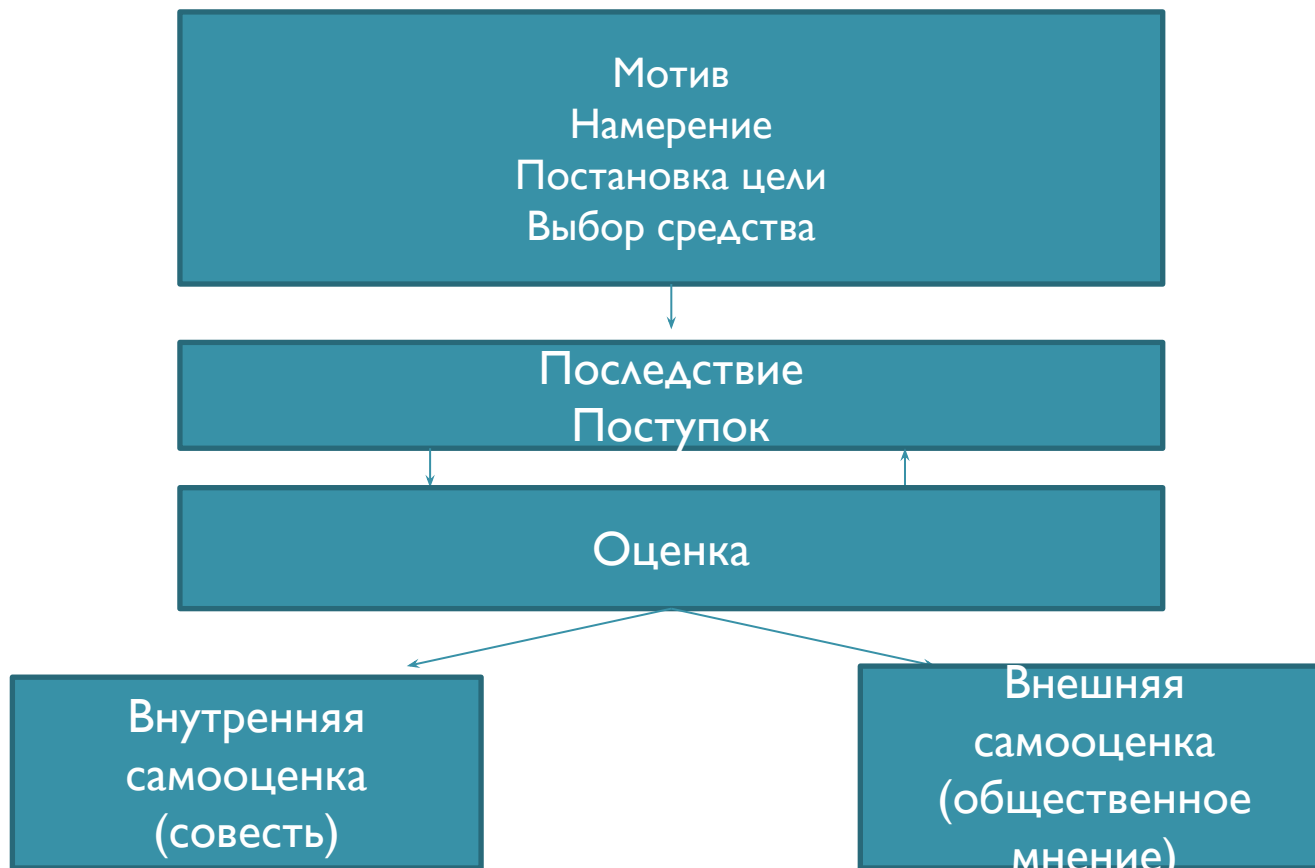 Мотив
Намерение
Постановка цели
Выбор средства
Последствие
Поступок
Оценка
Внутренняя
самооценка
(совесть)
Внешняя
самооценка
(общественное
мнение)